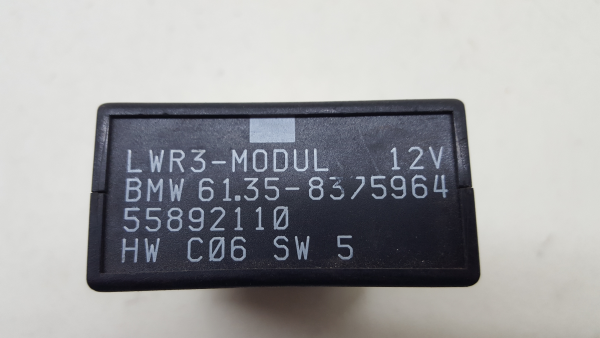 LWR3-MODUL 12V
BMW 61.35-8375964
55892110
HW C06 SW 5